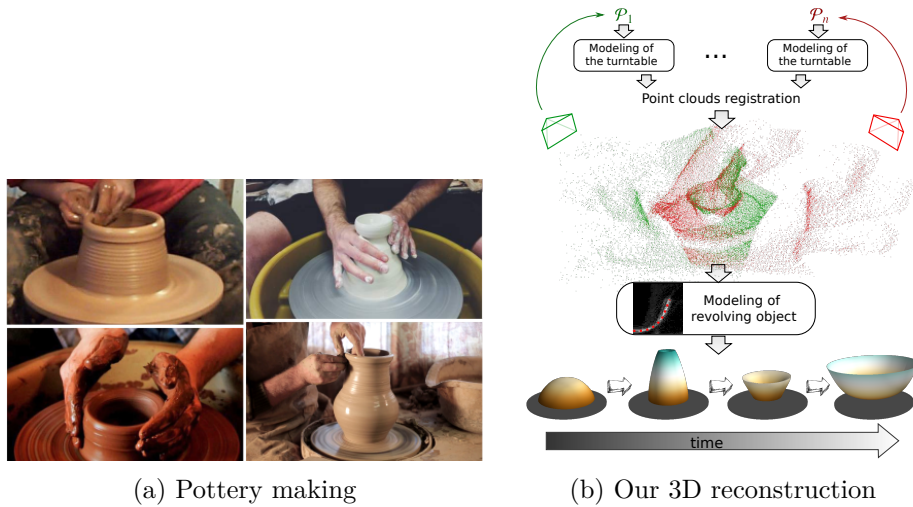 𝒫₁
𝒫ₙ
Modeling of
the turntable
...
Modeling of
the turntable
Point clouds registration
Modeling of
revolving object
time
(a) Pottery making
(b) Our 3D reconstruction